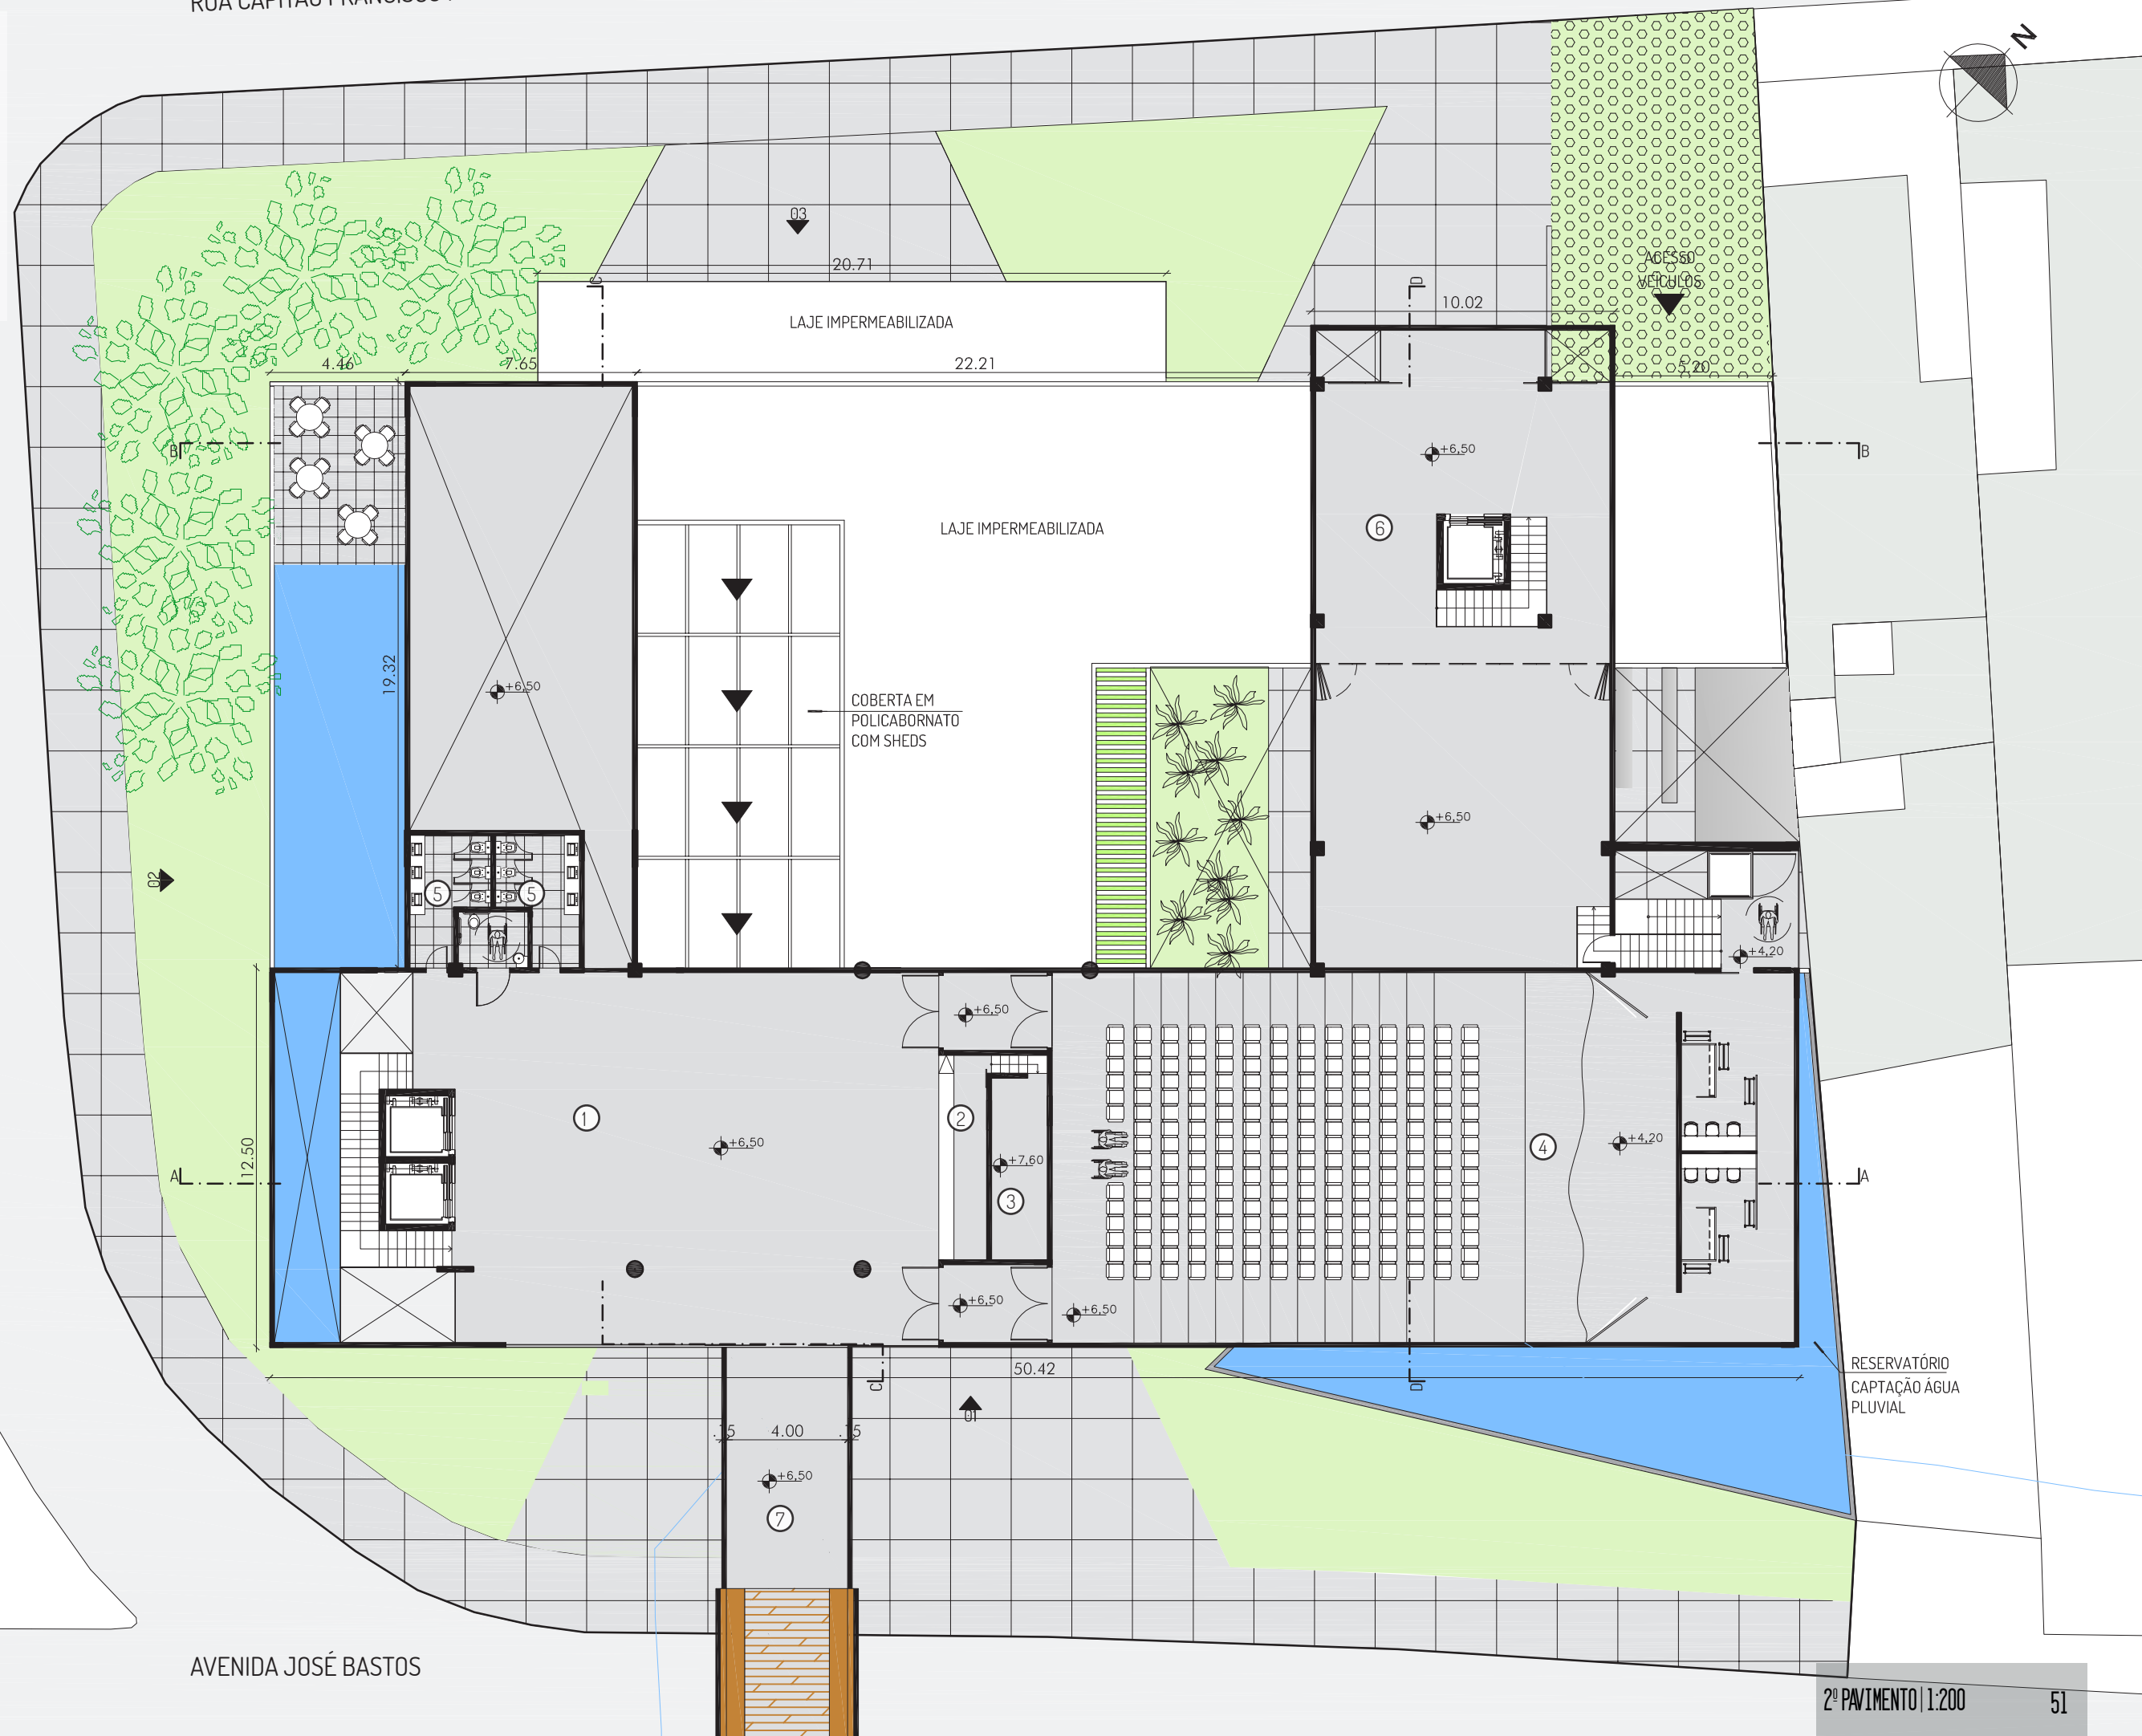 RUA CAPITÃO FRANCISCO
N
03
20.71
C
D
ACESSO
VEÍCULOS
10.02
LAJE IMPERMEABILIZADA
4.46
7.65
22.21
5.20
B
+6,50
B
6
LAJE IMPERMEABILIZADA
19.32
+6,50
COBERTA EM
POLICABORNATO
COM SHEDS
+6,50
02
5
5
+4,20
+6,50
1
2
4
12.50
+6,50
+7,60
+4,20
A
3
A
+6,50
+6,50
50.42
RESERVATÓRIO
CAPTAÇÃO ÁGUA
PLUVIAL
C
D
01
.15
4.00
.15
+6,50
7
AVENIDA JOSÉ BASTOS
2º PAVIMENTO | 1:200
51